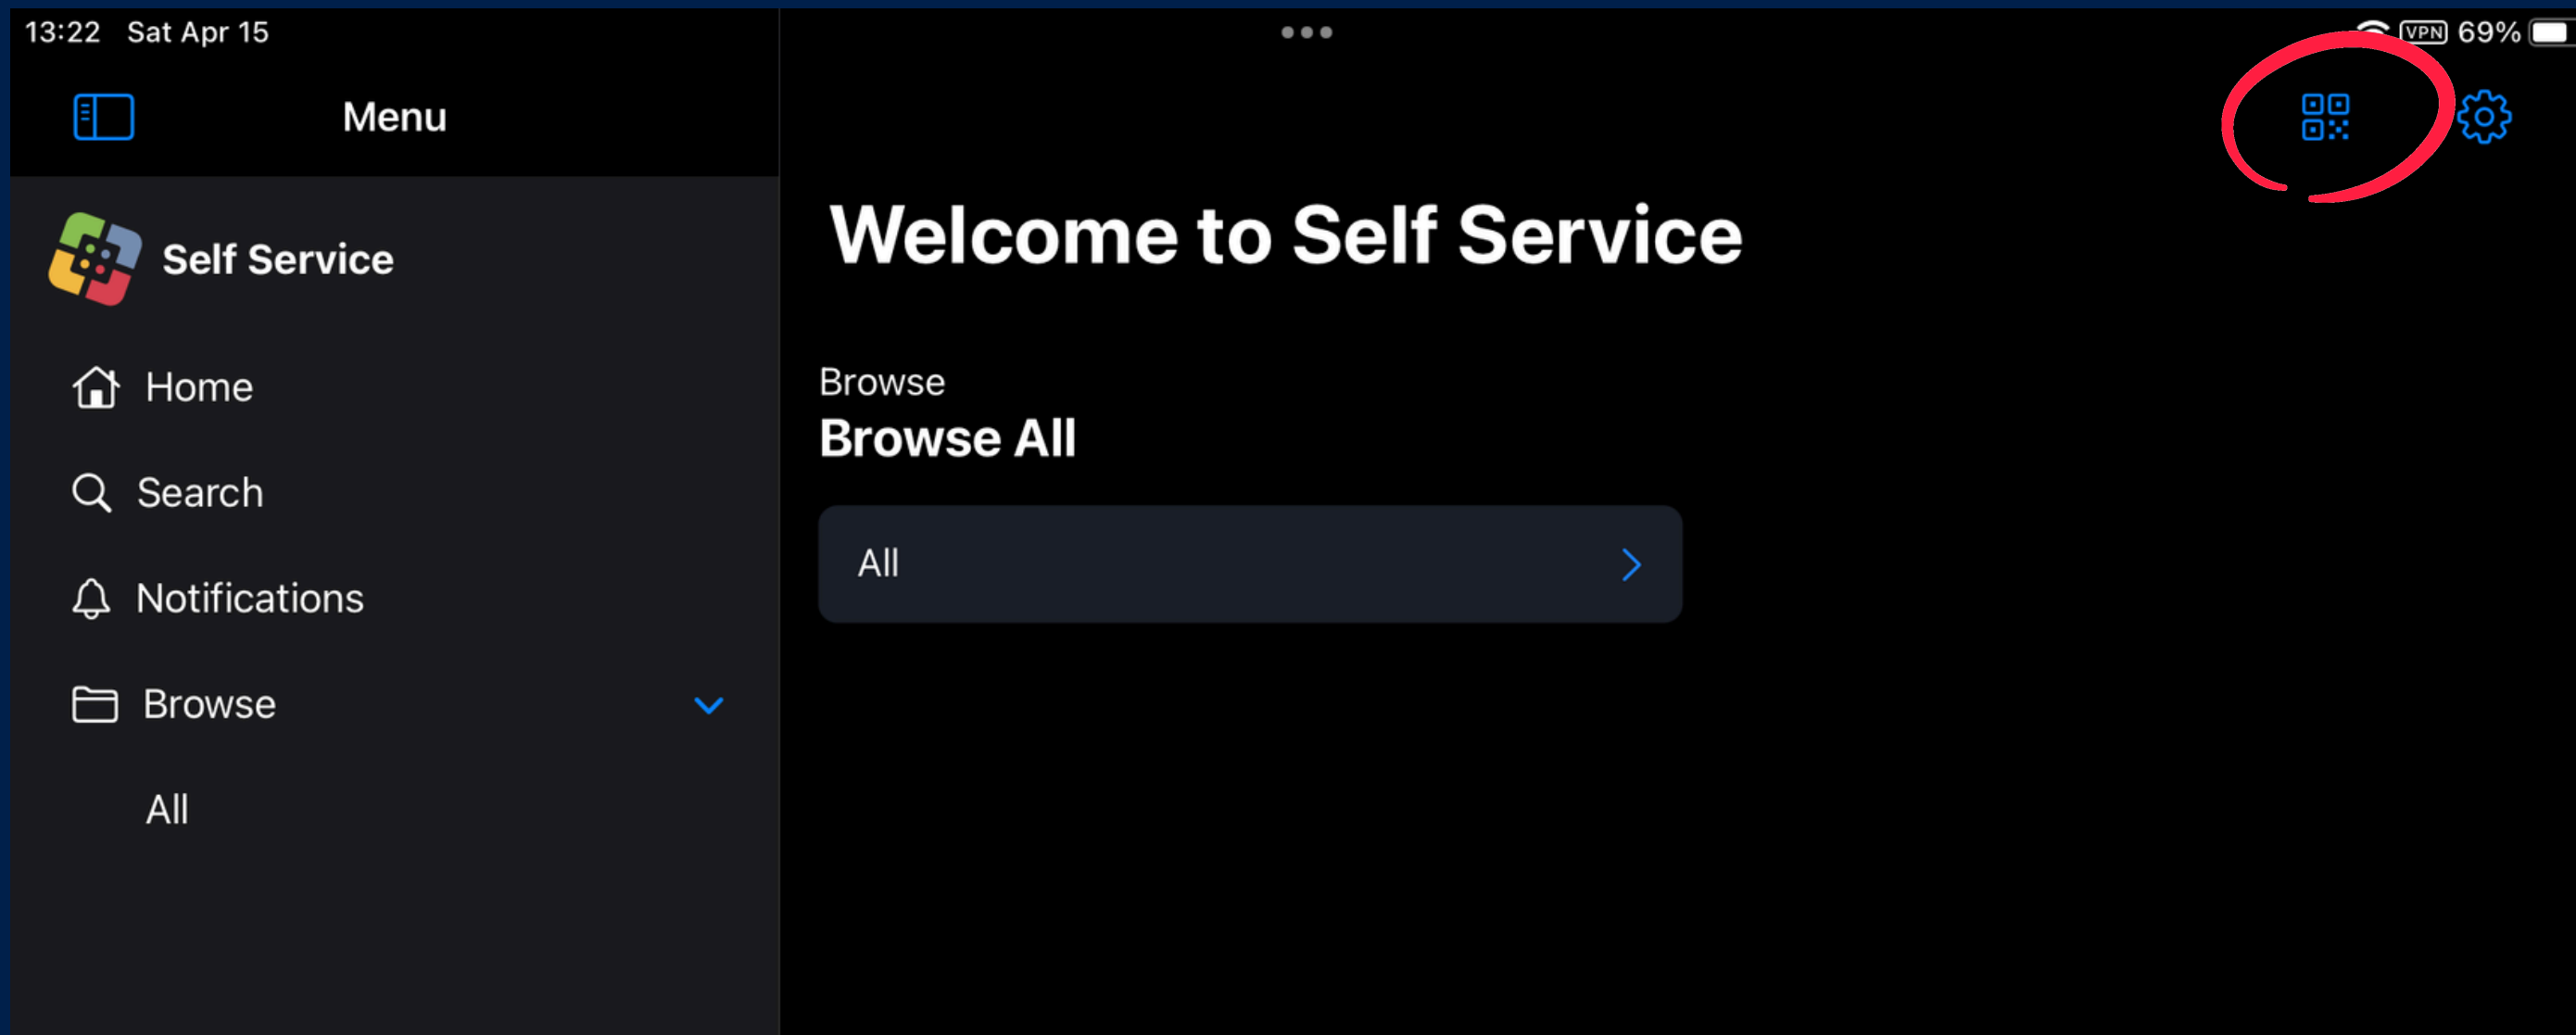 13:22 Sat Apr 15
VPN 69%
Menu
Self Service
Home
Search
Notifications
Browse
All
Welcome to Self Service
Browse
Browse All
All